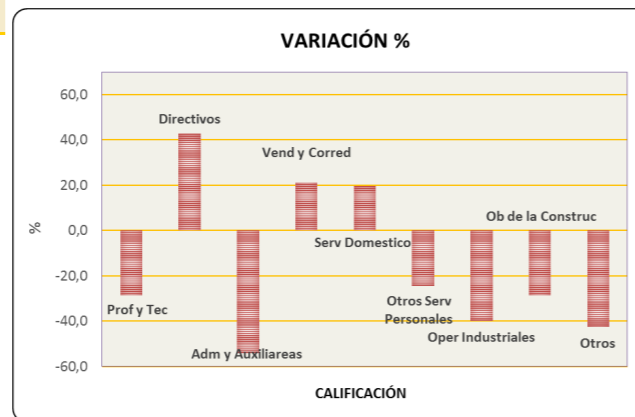 VARIACIÓN %
60,0
40,0
20,0
0,0
-20,0
-40,0
-60,0
%
Directivos
Vend y Corred
Ob de la Construc
Serv Domestico
Prof y Tec
Otros Serv
Personales
Oper Industriales
Otros
Adm y Auxiliareas
CALIFICACIÓN